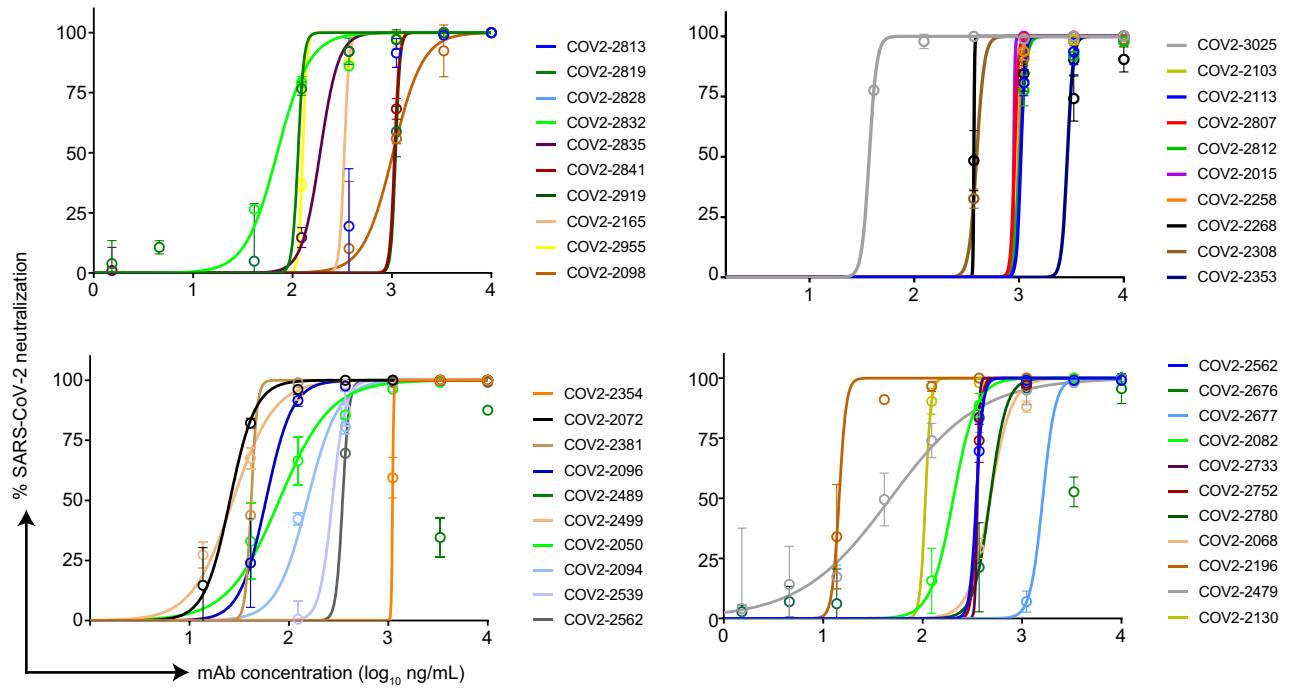 100
75
50
25
0
0
1
2
3
4
COV2-2813
COV2-2819
COV2-2828
COV2-2832
COV2-2835
COV2-2841
COV2-2919
COV2-2165
COV2-2955
COV2-2098
100
75
50
25
0
1
2
3
4
COV2-3025
COV2-2103
COV2-2113
COV2-2807
COV2-2812
COV2-2015
COV2-2258
COV2-2268
COV2-2308
COV2-2353
% SARS-CoV-2 neutralization
100
75
50
25
0
1
2
3
4
COV2-2354
COV2-2072
COV2-2381
COV2-2096
COV2-2489
COV2-2499
COV2-2050
COV2-2094
COV2-2539
COV2-2562
100
75
50
25
0
0
1
2
3
4
COV2-2562
COV2-2676
COV2-2677
COV2-2082
COV2-2733
COV2-2752
COV2-2780
COV2-2068
COV2-2196
COV2-2479
COV2-2130
mAb concentration (log₁₀ ng/mL)